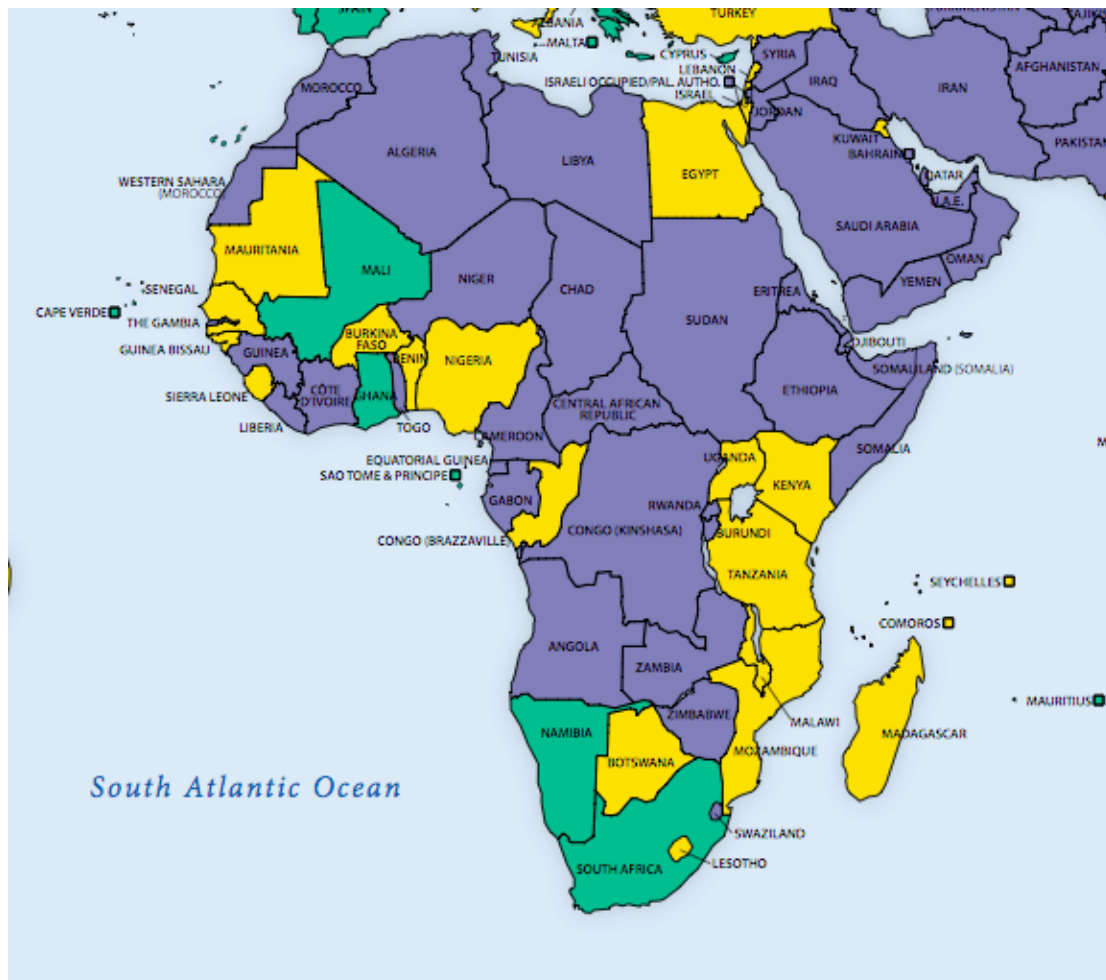 SPAIN
ALBANIA
TURKEY
MALTA
TUNISIA
CYPRUS
SYRIA
LEBANON
ISRAELI OCCUPIED/PAL. AUTHO.
ISRAEL
JORDAN
IRAQ
IRAN
AFGHANISTAN
PAKISTAN
KUWAIT
BAHRAIN
QATAR
U.A.E.
SAUDI ARABIA
OMAN
YEMEN
MOROCCO
ALGERIA
LIBYA
EGYPT
WESTERN SAHARA
(MOROCCO)
MAURITANIA
MALI
NIGER
CHAD
SUDAN
ERITREA
DJIBOUTI
SOMALILAND (SOMALIA)
SENEGAL
CAPE VERDE
THE GAMBIA
GUINEA BISSAU
GUINEA
SIERRA LEONE
LIBERIA
CÔTE
D'IVOIRE
BURKINA
FASO
GHANA
BENIN
TOGO
NIGERIA
CAMEROON
CENTRAL AFRICAN
REPUBLIC
ETHIOPIA
SOMALIA
EQUATORIAL GUINEA
SAO TOME & PRINCIPE
GABON
CONGO (BRAZZAVILLE)
CONGO (KINSHASA)
UGANDA
KENYA
RWANDA
BURUNDI
TANZANIA
SEYCHELLES
COMOROS
ANGOLA
ZAMBIA
MALAWI
MOZAMBIQUE
MADAGASCAR
MAURITIUS
ZIMBABWE
NAMIBIA
BOTSWANA
SWAZILAND
LESOTHO
SOUTH AFRICA
South Atlantic Ocean